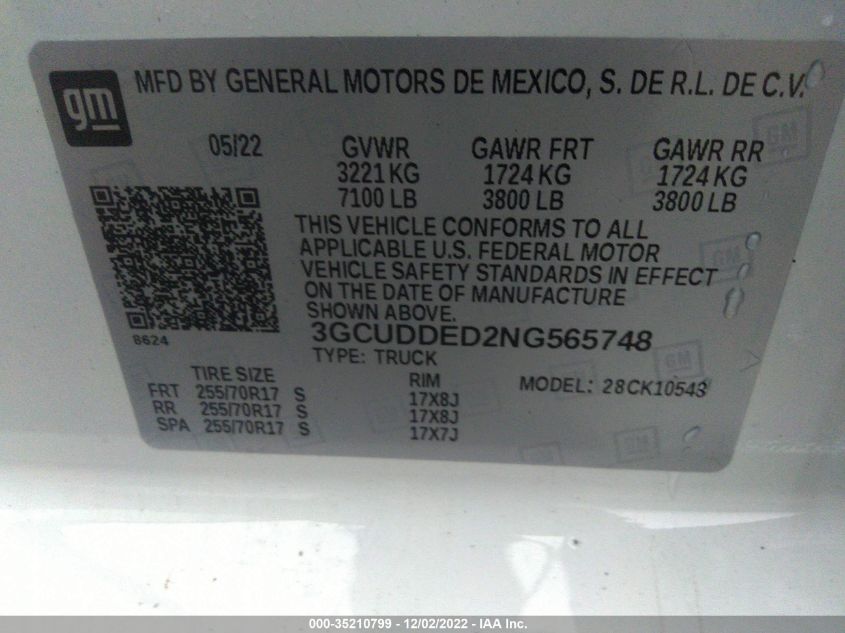 gm
MFD BY GENERAL MOTORS DE MEXICO, S. DE R.L. DE C.V.
05/22 GVWR GAWR FRT GAWR RR
3221 KG 1724 KG 1724 KG
7100 LB 3800 LB 3800 LB
THIS VEHICLE CONFORMS TO ALL
APPLICABLE U.S. FEDERAL MOTOR
VEHICLE SAFETY STANDARDS IN EFFECT
ON THE DATE OF MANUFACTURE
SHOWN ABOVE.
8624
3GCUDDED2NG565748
TYPE: TRUCK
TIRE SIZE RIM MODEL: 28CK10543
FRT 255/70R17 S 17X8J
RR 255/70R17 S 17X8J
SPA 255/70R17 S 17X7J
GM
GM
GM
000-35210799 - 12/02/2022 - IAA Inc.